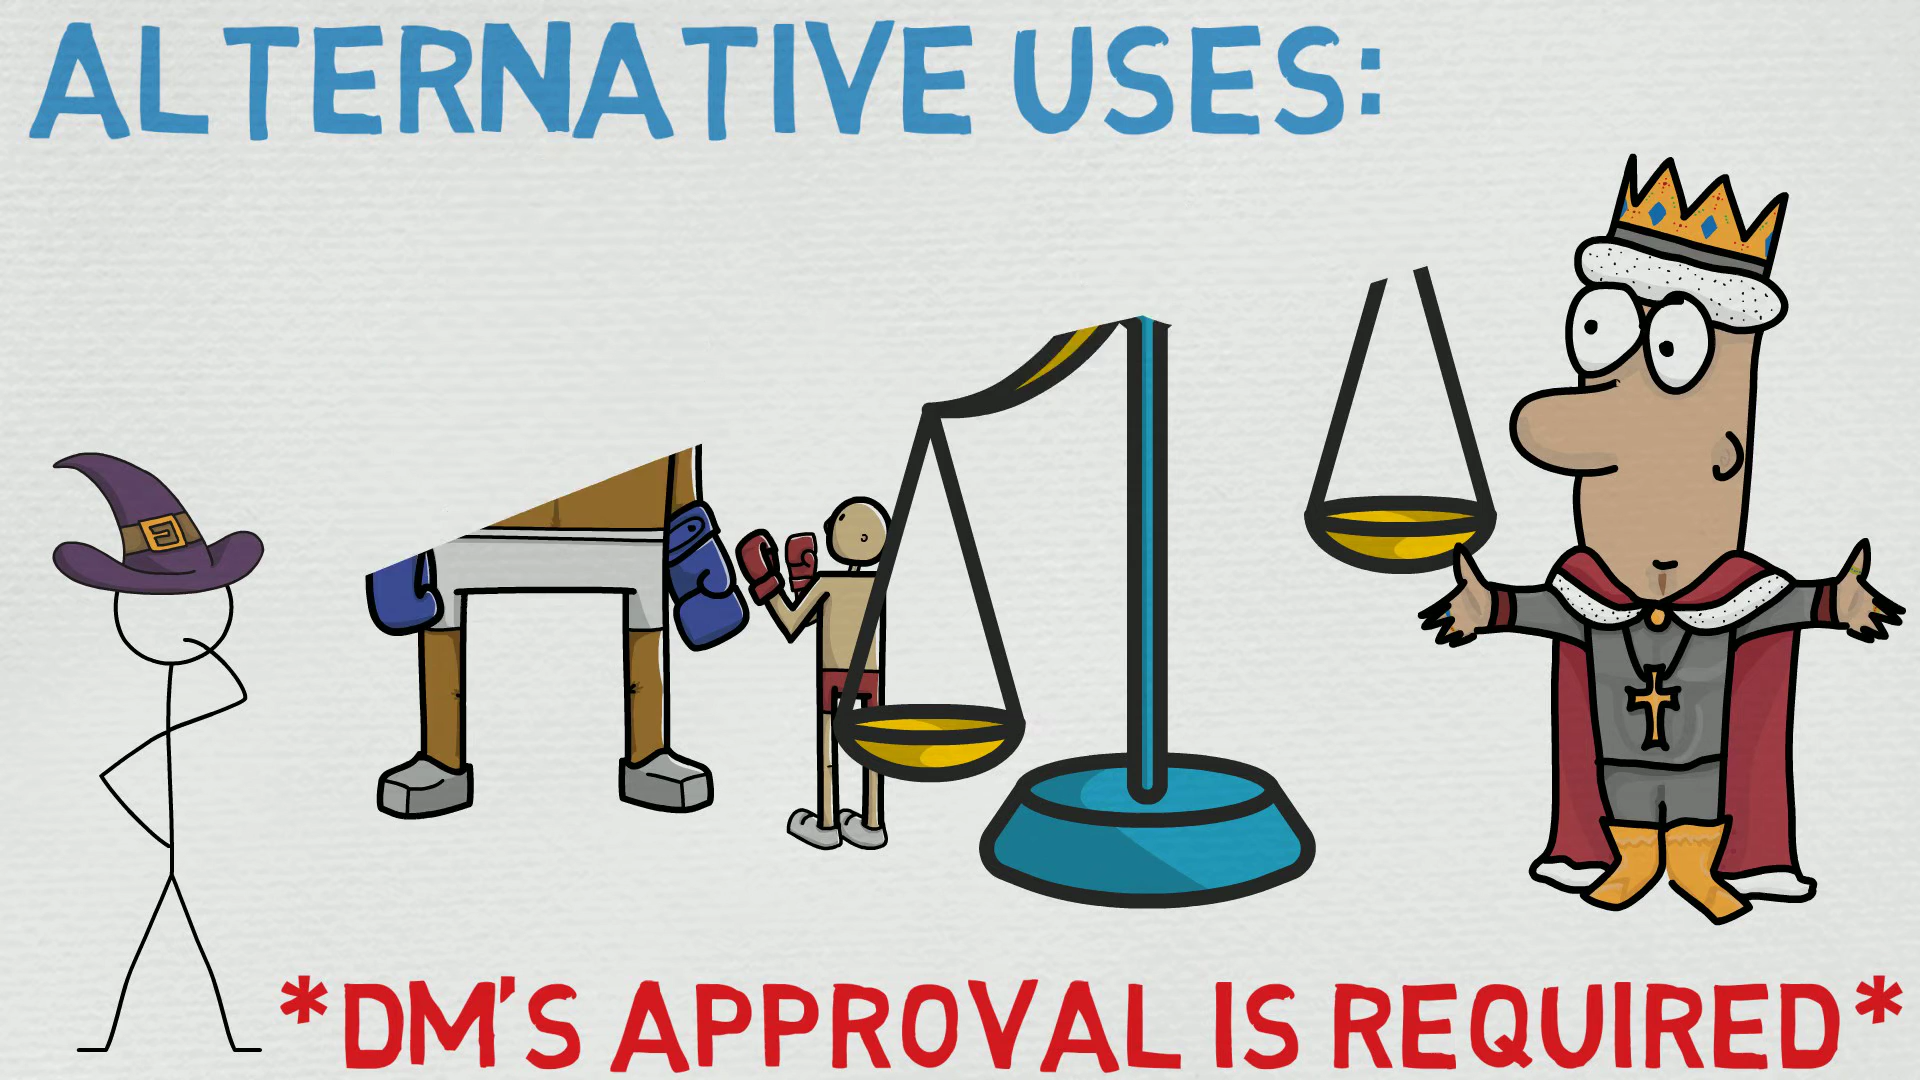 ALTERNATIVE USES:
*DM'S APPROVAL IS REQUIRED*